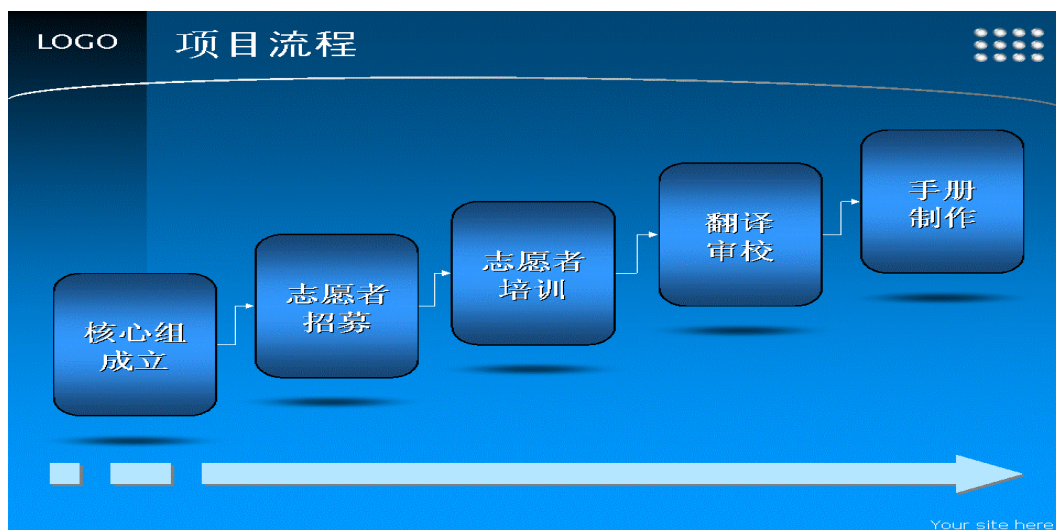 LOGO
项目流程
核心组
成立
志愿者
招募
志愿者
培训
翻译
审校
手册
制作
Your site here